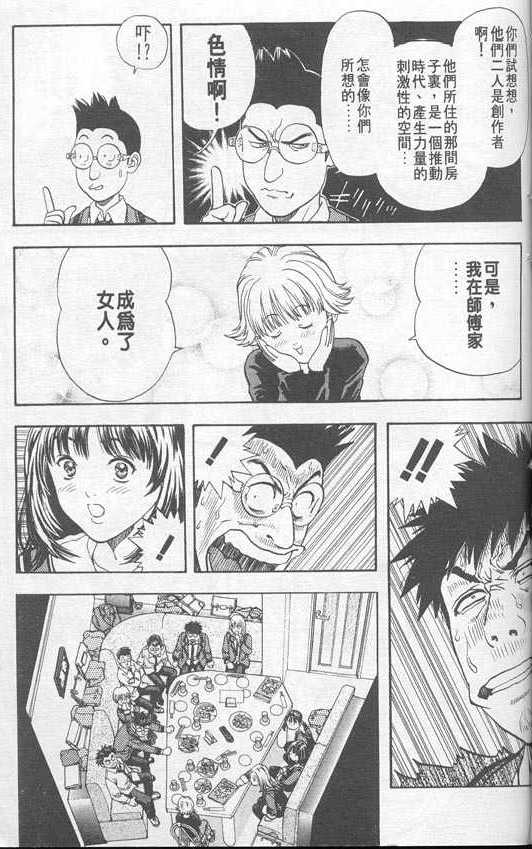 你們試想想，
他們二人是創作者
啊！
他們所住的那間房
子裏，是一個推動
時代、產生力量的
刺激性的空間…
怎會像你們
所想的……
色情啊！
吓!?
可是，
我在師傅家
……
成為了
女人。
!!
!
!